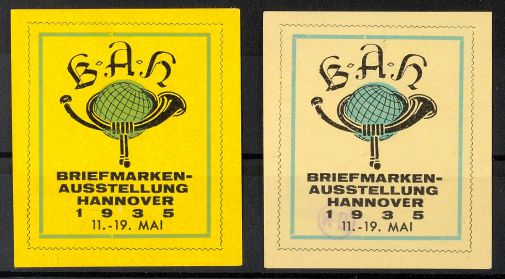 B·A·H
BRIEFMARKEN-
AUSSTELLUNG
HANNOVER
1935
11.-19. MAI
B·A·H
BRIEFMARKEN-
AUSSTELLUNG
HANNOVER
1935
11.-19. MAI